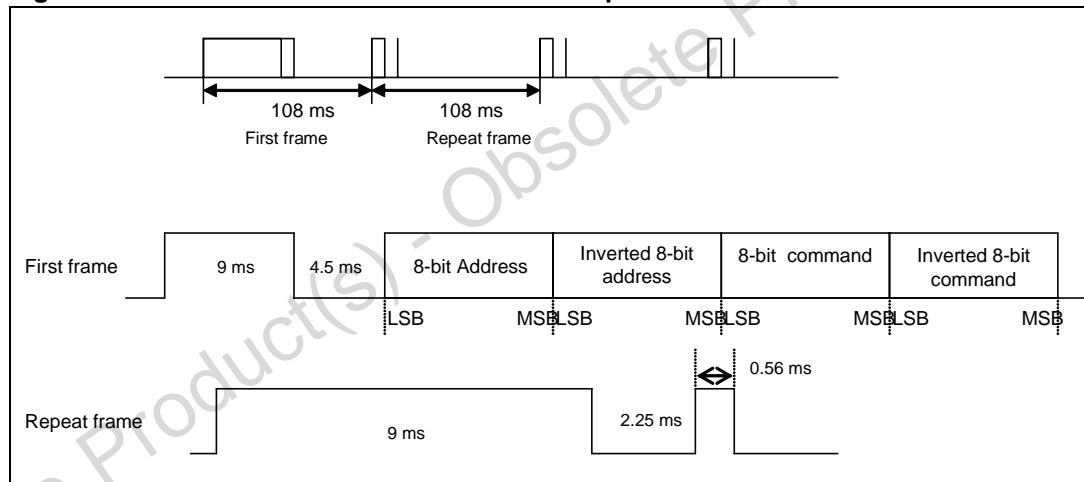 108 ms
108 ms
First frame
Repeat frame
First frame
9 ms
4.5 ms
8-bit Address
Inverted 8-bit
address
8-bit command
Inverted 8-bit
command
LSB
MSB
LSB
MSB
LSB
MSB
LSB
MSB
0.56 ms
Repeat frame
9 ms
2.25 ms
Product(s) - Obsolete